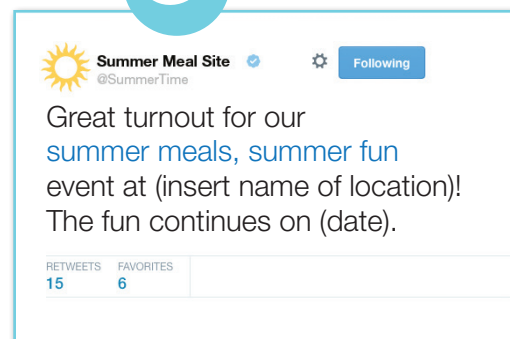 Summer Meal Site
Following
@SummerTime
Great turnout for our
summer meals, summer fun
event at (insert name of location)!
The fun continues on (date).
RETWEETS FAVORITES
15 6